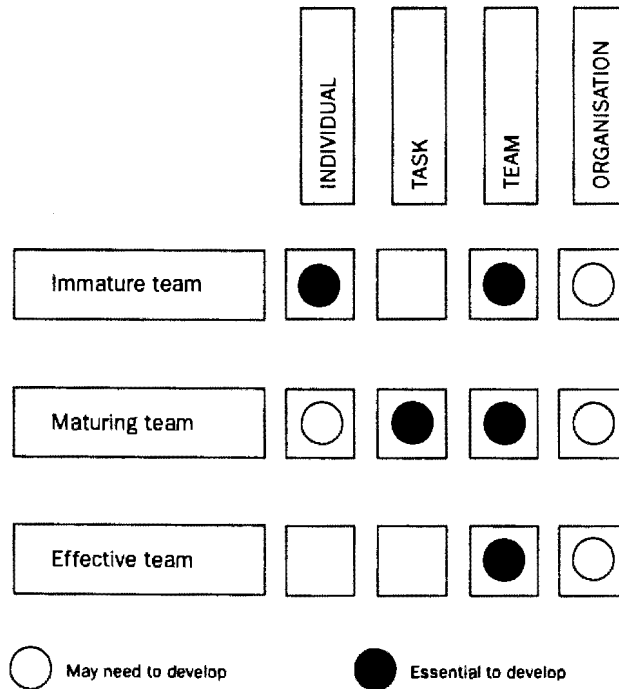 INDIVIDUAL
TASK
TEAM
ORGANISATION
Immature team
Maturing team
Effective team
May need to develop
Essential to develop